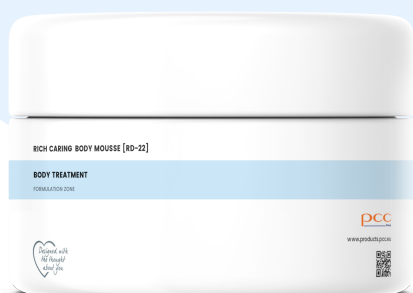 RICH CARING BODY MOUSSE [RD-22]
BODY TREATMENT
FORMULATION ZONE
pcc
www.products.pcc.eu
Designed with
the thought
about you